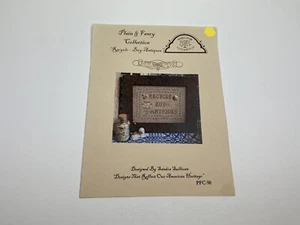 Plain & Fancy
Collection
"Recycle - Buy Antiques"
RECYCLE
BUY
ANTIQUES
Designed By Sandra Sullivan
"Designs That Reflect Our American Heritage"
PFC-50